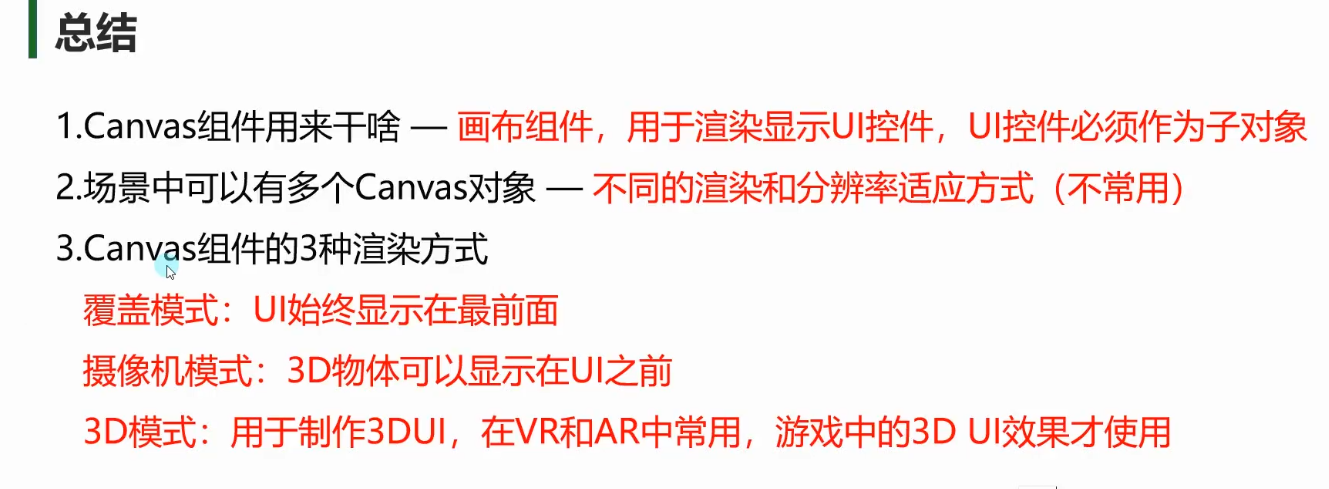 总结
1.Canvas组件用来干啥 — 画布组件，用于渲染显示UI控件，UI控件必须作为子对象
2.场景中可以有多个Canvas对象 — 不同的渲染和分辨率适应方式（不常用）
3.Canvas组件的3种渲染方式
覆盖模式：UI始终显示在最前面
摄像机模式：3D物体可以显示在UI之前
3D模式：用于制作3DUI，在VR和AR中常用，游戏中的3D UI效果才使用